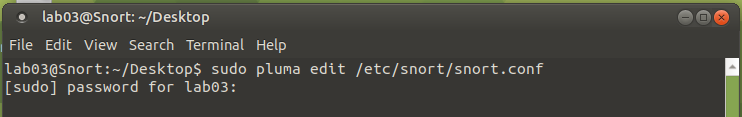 lab03@Snort: ~/Desktop
File Edit View Search Terminal Help
lab03@Snort:~/Desktop$ sudo pluma edit /etc/snort/snort.conf
[sudo] password for lab03: